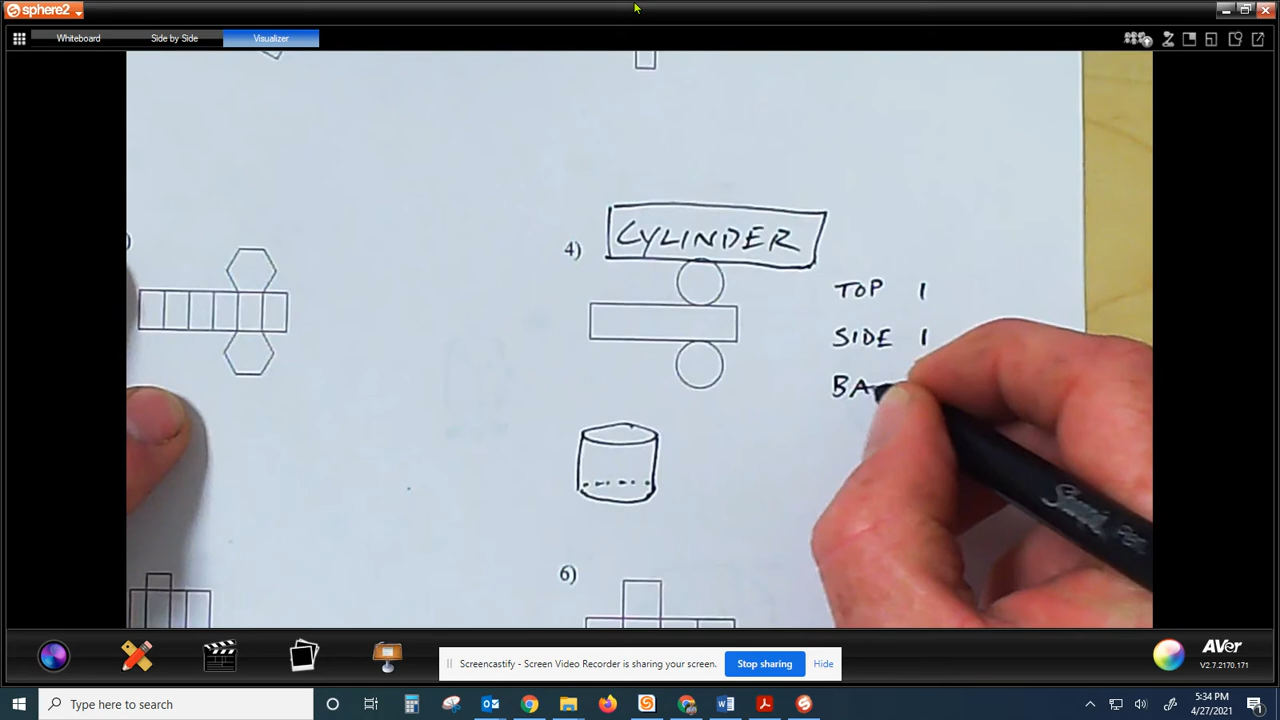 sphere2
Whiteboard Side by Side Visualizer
4)
CYLINDER
TOP 1
SIDE 1
BA
6)
Screencastify - Screen Video Recorder is sharing your screen. Stop sharing Hide
AVer
V2.7.2170.171
Type here to search
5:34 PM
4/27/2021
1